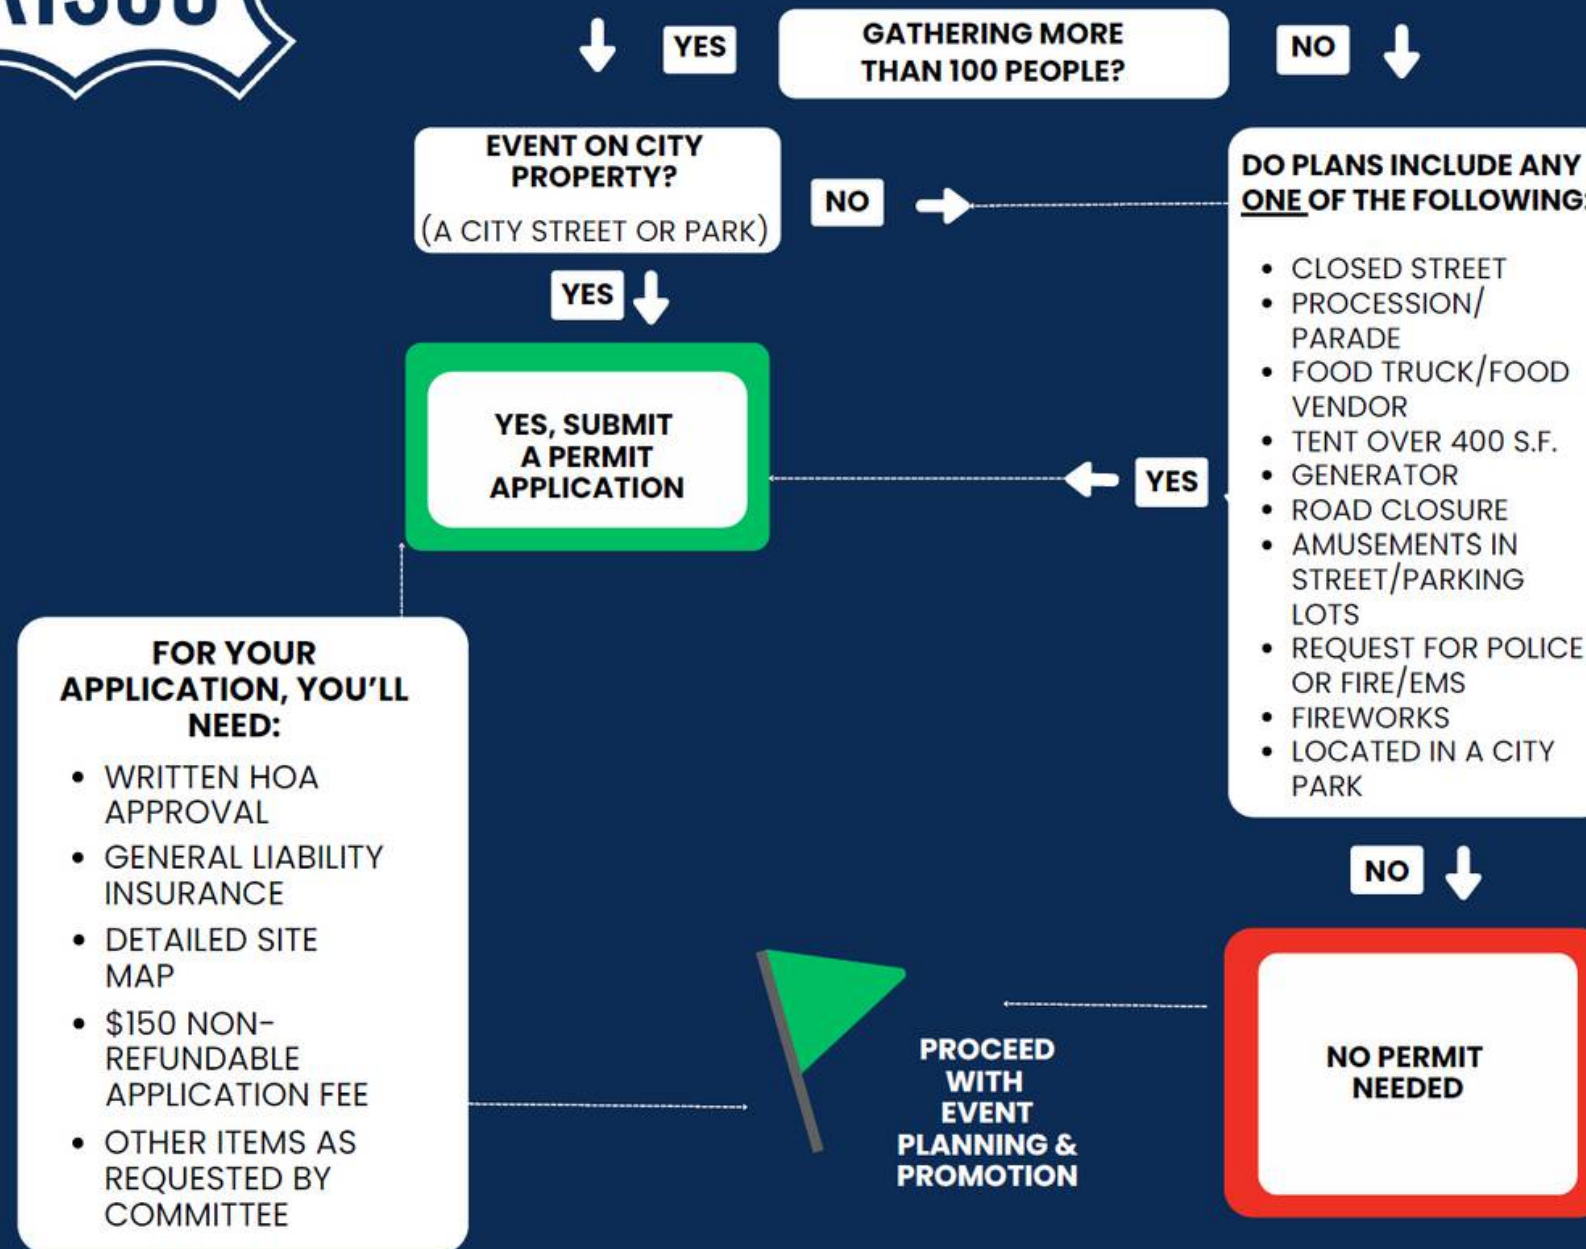 YES
GATHERING MORE
THAN 100 PEOPLE?
NO
EVENT ON CITY
PROPERTY?
(A CITY STREET OR PARK)
NO
YES
YES, SUBMIT
A PERMIT
APPLICATION
YES
DO PLANS INCLUDE ANY
ONE OF THE FOLLOWING:
• CLOSED STREET
• PROCESSION/
PARADE
• FOOD TRUCK/FOOD
VENDOR
• TENT OVER 400 S.F.
• GENERATOR
• ROAD CLOSURE
• AMUSEMENTS IN
STREET/PARKING
LOTS
• REQUEST FOR POLICE
OR FIRE/EMS
• FIREWORKS
• LOCATED IN A CITY
PARK
NO
NO PERMIT
NEEDED
FOR YOUR
APPLICATION, YOU'LL
NEED:
• WRITTEN HOA
APPROVAL
• GENERAL LIABILITY
INSURANCE
• DETAILED SITE
MAP
• $150 NON-
REFUNDABLE
APPLICATION FEE
• OTHER ITEMS AS
REQUESTED BY
COMMITTEE
PROCEED
WITH
EVENT
PLANNING &
PROMOTION